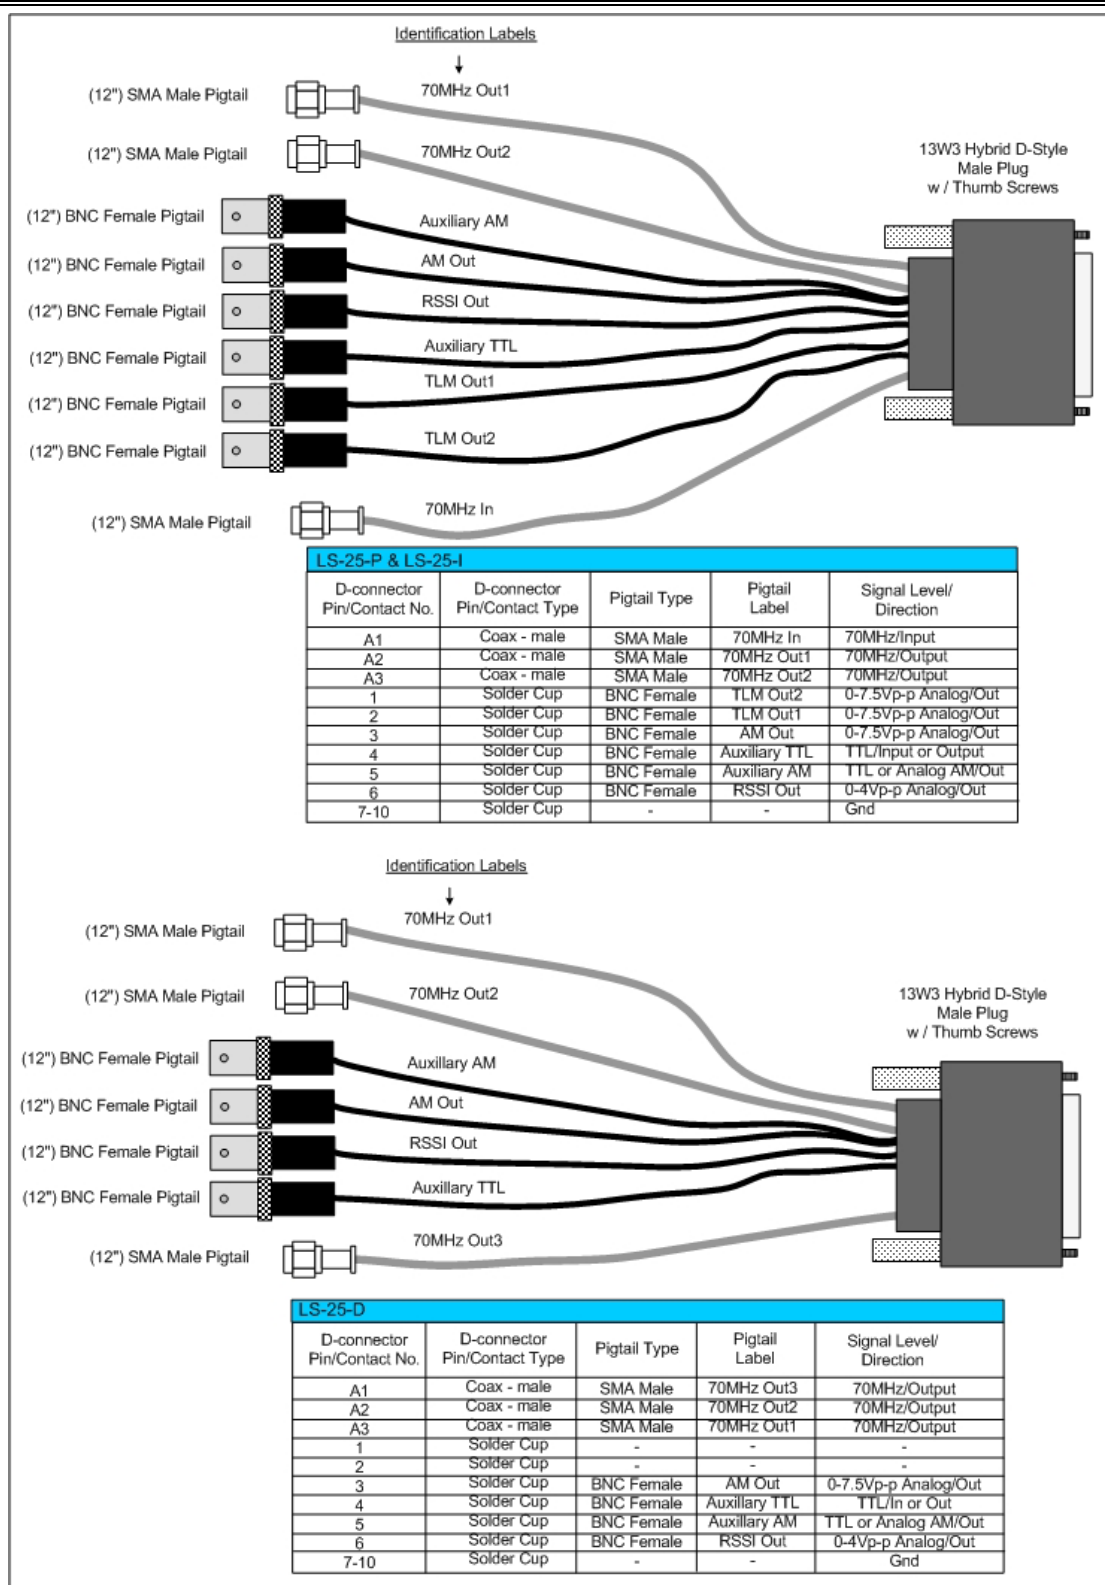 Identification Labels
70MHz Out1
(12") SMA Male Pigtail
70MHz Out2
(12") SMA Male Pigtail
13W3 Hybrid D-Style
Male Plug
w / Thumb Screws
(12") BNC Female Pigtail
Auxiliary AM
(12") BNC Female Pigtail
AM Out
(12") BNC Female Pigtail
RSSI Out
(12") BNC Female Pigtail
Auxiliary TTL
(12") BNC Female Pigtail
TLM Out1
(12") BNC Female Pigtail
TLM Out2
(12") SMA Male Pigtail
70MHz In
LS-25-P & LS-25-I
D-connector Pin/Contact No. D-connector Pin/Contact Type Pigtail Type Pigtail Label Signal Level/ Direction
A1 Coax - male SMA Male 70MHz In 70MHz/Input
A2 Coax - male SMA Male 70MHz Out1 70MHz/Output
A3 Coax - male SMA Male 70MHz Out2 70MHz/Output
1 Solder Cup BNC Female TLM Out2 0-7.5Vp-p Analog/Out
2 Solder Cup BNC Female TLM Out1 0-7.5Vp-p Analog/Out
3 Solder Cup BNC Female AM Out 0-7.5Vp-p Analog/Out
4 Solder Cup BNC Female Auxiliary TTL TTL/Input or Output
5 Solder Cup BNC Female Auxiliary AM TTL or Analog AM/Out
6 Solder Cup BNC Female RSSI Out 0-4Vp-p Analog/Out
7-10 Solder Cup - - Gnd
Identification Labels
70MHz Out1
(12") SMA Male Pigtail
70MHz Out2
(12") SMA Male Pigtail
13W3 Hybrid D-Style
Male Plug
w / Thumb Screws
(12") BNC Female Pigtail
Auxillary AM
(12") BNC Female Pigtail
AM Out
(12") BNC Female Pigtail
RSSI Out
(12") BNC Female Pigtail
Auxillary TTL
(12") SMA Male Pigtail
70MHz Out3
LS-25-D
D-connector Pin/Contact No. D-connector Pin/Contact Type Pigtail Type Pigtail Label Signal Level/ Direction
A1 Coax - male SMA Male 70MHz Out3 70MHz/Output
A2 Coax - male SMA Male 70MHz Out2 70MHz/Output
A3 Coax - male SMA Male 70MHz Out1 70MHz/Output
1 Solder Cup - - -
2 Solder Cup - - -
3 Solder Cup BNC Female AM Out 0-7.5Vp-p Analog/Out
4 Solder Cup BNC Female Auxillary TTL TTL/In or Out
5 Solder Cup BNC Female Auxillary AM TTL or Analog AM/Out
6 Solder Cup BNC Female RSSI Out 0-4Vp-p Analog/Out
7-10 Solder Cup - - Gnd